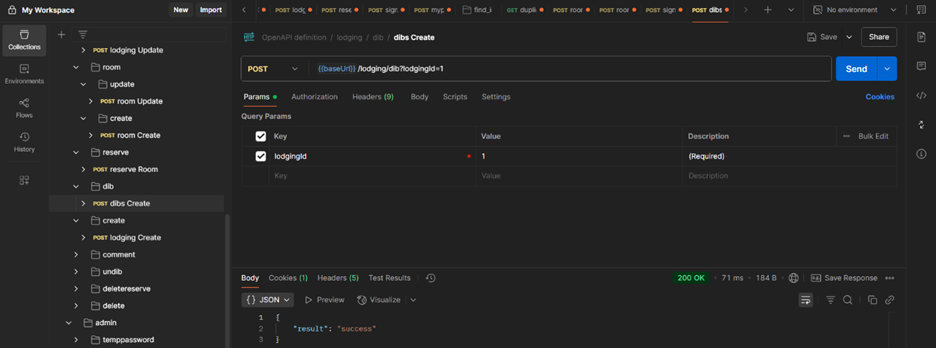 My Workspace New Import
POST lodg POST rese POST sign POST myp find_i GET dupli POST roor POST roor POST sign POST dibs No environment
Collections
Environments
Flows
History
POST lodging Update
room
update
POST room Update
create
POST room Create
reserve
POST reserve Room
dib
POST dibs Create
create
POST lodging Create
comment
undib
deletereserve
delete
admin
temppassword
OpenAPI definition / lodging / dib / dibs Create Save Share
POST {{baseUrl}} /lodging/dib?lodgingId=1 Send
Params Authorization Headers (9) Body Scripts Settings Cookies
Query Params
Key Value Description Bulk Edit
lodgingId 1 (Required)
Key Value Description
Body Cookies (1) Headers (5) Test Results 200 OK 71 ms 184 B Save Response
{} JSON Preview Visualize
1 {
2 "result": "success"
3 }